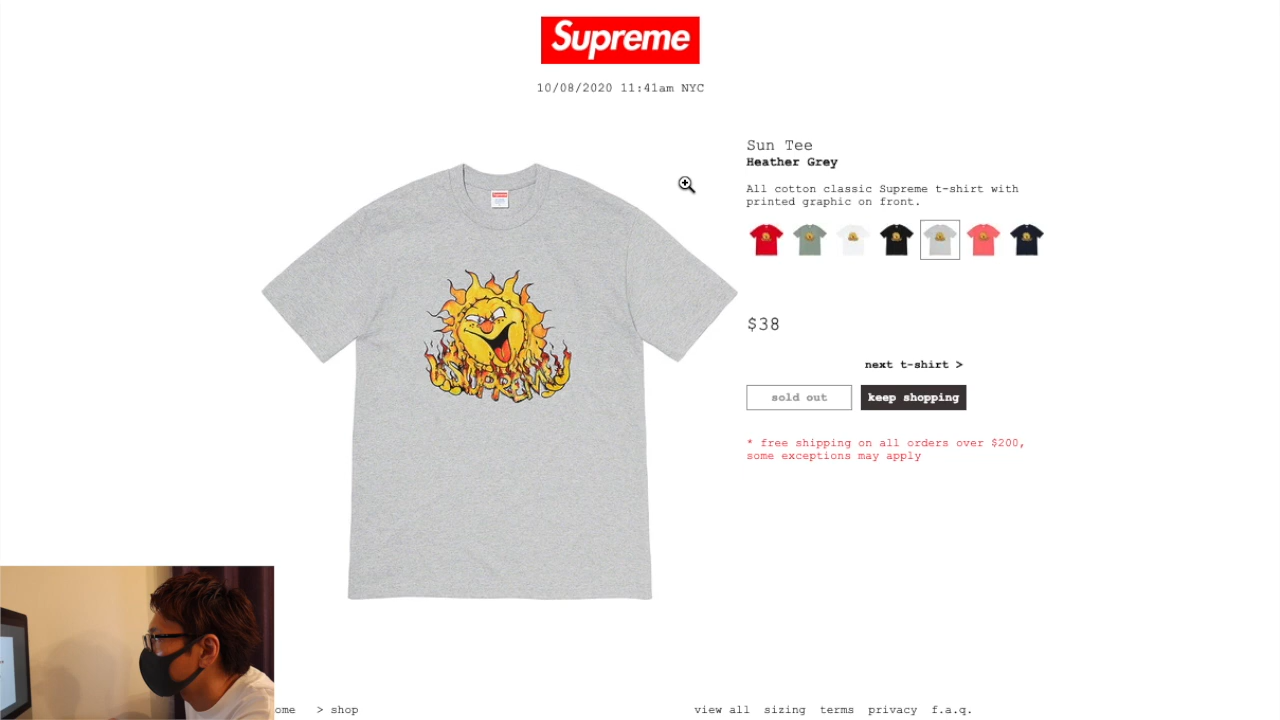 Supreme
10/08/2020 11:41am NYC
Sun Tee
Heather Grey
All cotton classic Supreme t-shirt with
printed graphic on front.
SUPREME
$38
next t-shirt >
sold out
keep shopping
* free shipping on all orders over $200,
some exceptions may apply
ome > shop
view all sizing terms privacy f.a.q.